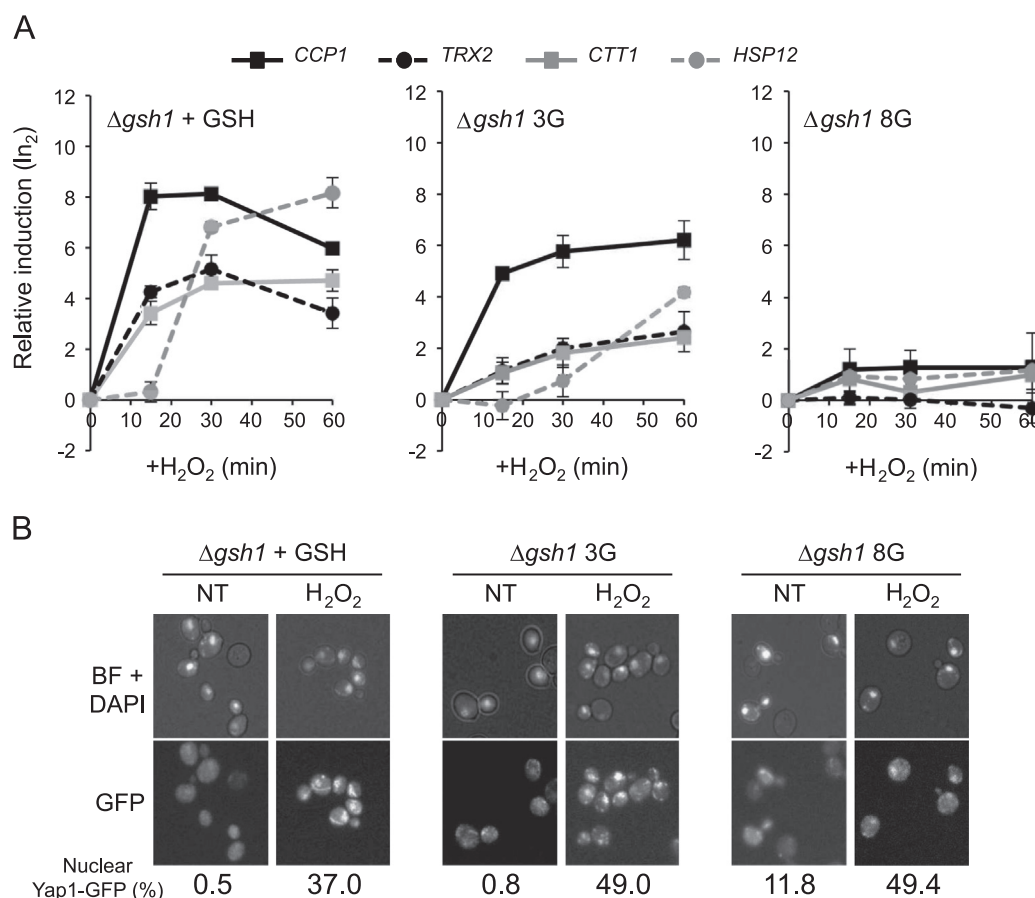 A
CCP1 TRX2 CTT1 HSP12
Relative induction (ln₂)
Δgsh1 + GSH
12
10
8
6
4
2
0
-2
0 10 20 30 40 50 60
+H₂O₂ (min)
Δgsh1 3G
12
10
8
6
4
2
0
-2
0 10 20 30 40 50 60
+H₂O₂ (min)
Δgsh1 8G
12
10
8
6
4
2
0
-2
0 10 20 30 40 50 60
+H₂O₂ (min)
B
Δgsh1 + GSH Δgsh1 3G Δgsh1 8G
NT H₂O₂ NT H₂O₂ NT H₂O₂
BF +
DAPI
GFP
Nuclear
Yap1-GFP (%) 0.5 37.0 0.8 49.0 11.8 49.4